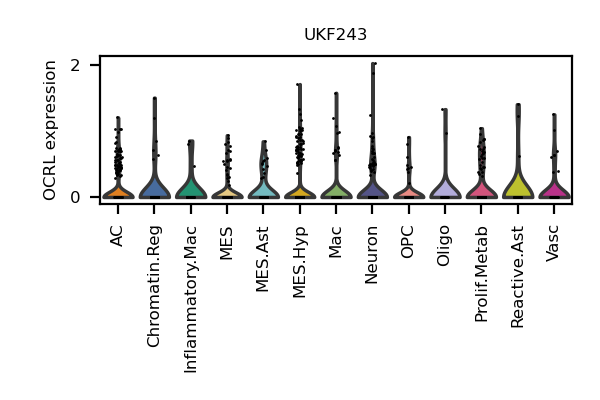 UKF243
OCRL expression
2
0
AC
Chromatin.Reg
Inflammatory.Mac
MES
MES.Ast
MES.Hyp
Mac
Neuron
OPC
Oligo
Prolif.Metab
Reactive.Ast
Vasc